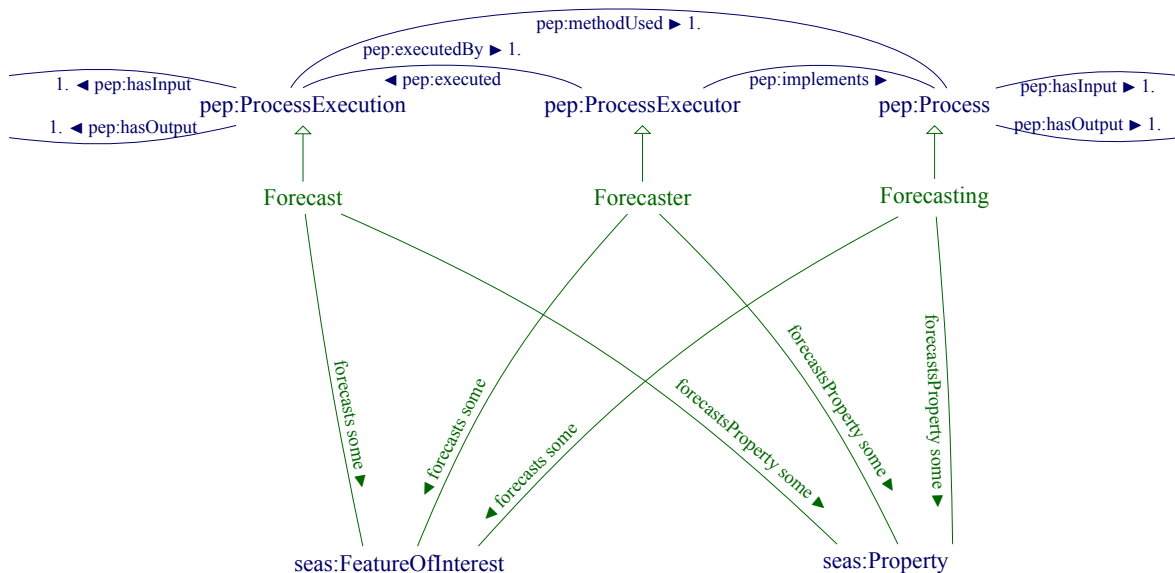 pep:methodUsed ► 1.
pep:executedBy ► 1.
1. ◄ pep:hasInput
◄ pep:executed
pep:implements ►
pep:hasInput ► 1.
pep:ProcessExecution
pep:ProcessExecutor
pep:Process
1. ◄ pep:hasOutput
pep:hasOutput ► 1.
Forecast
Forecaster
Forecasting
forecasts some ►
◄ forecasts some
◄ forecasts some
forecastsProperty some ►
forecastsProperty some ►
forecastsProperty some ►
seas:FeatureOfInterest
seas:Property